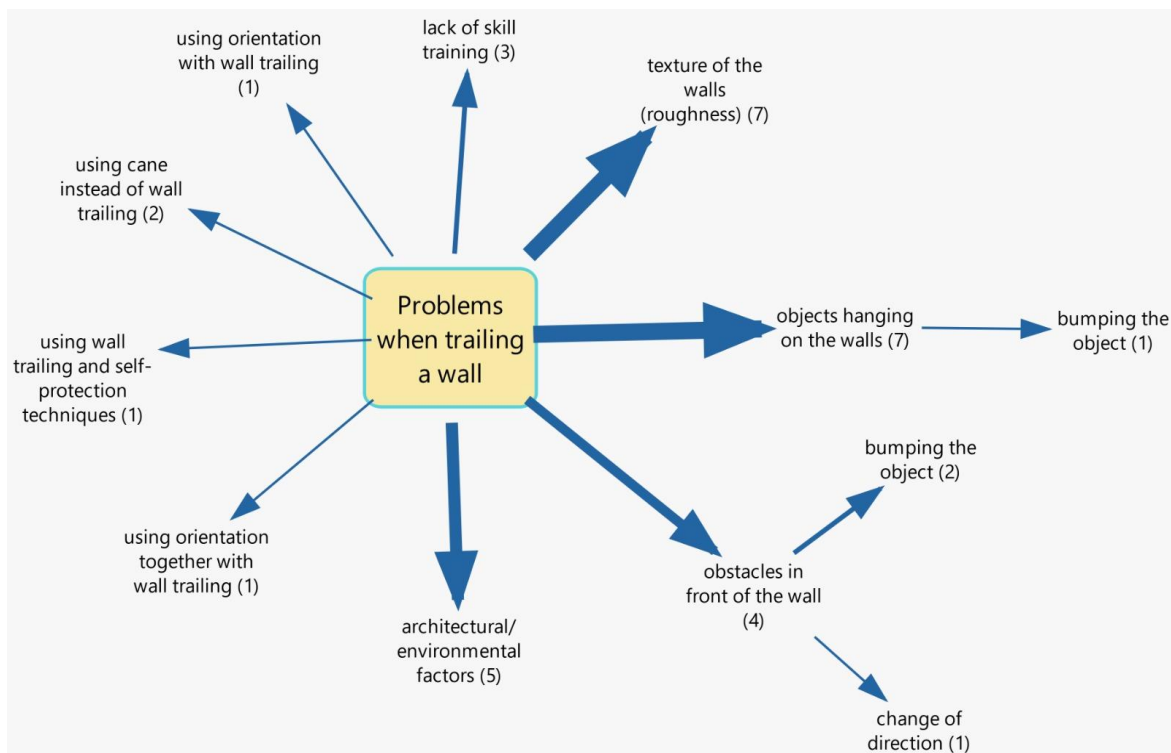 using orientation
with wall trailing
(1)
lack of skill
training (3)
texture of the
walls
(roughness) (7)
using cane
instead of wall
trailing (2)
Problems
when trailing
a wall
objects hanging
on the walls (7)
bumping the
object (1)
using wall
trailing and self-
protection
techniques (1)
bumping the
object (2)
using orientation
together with
wall trailing (1)
obstacles in
front of the wall
(4)
architectural/
environmental
factors (5)
change of
direction (1)